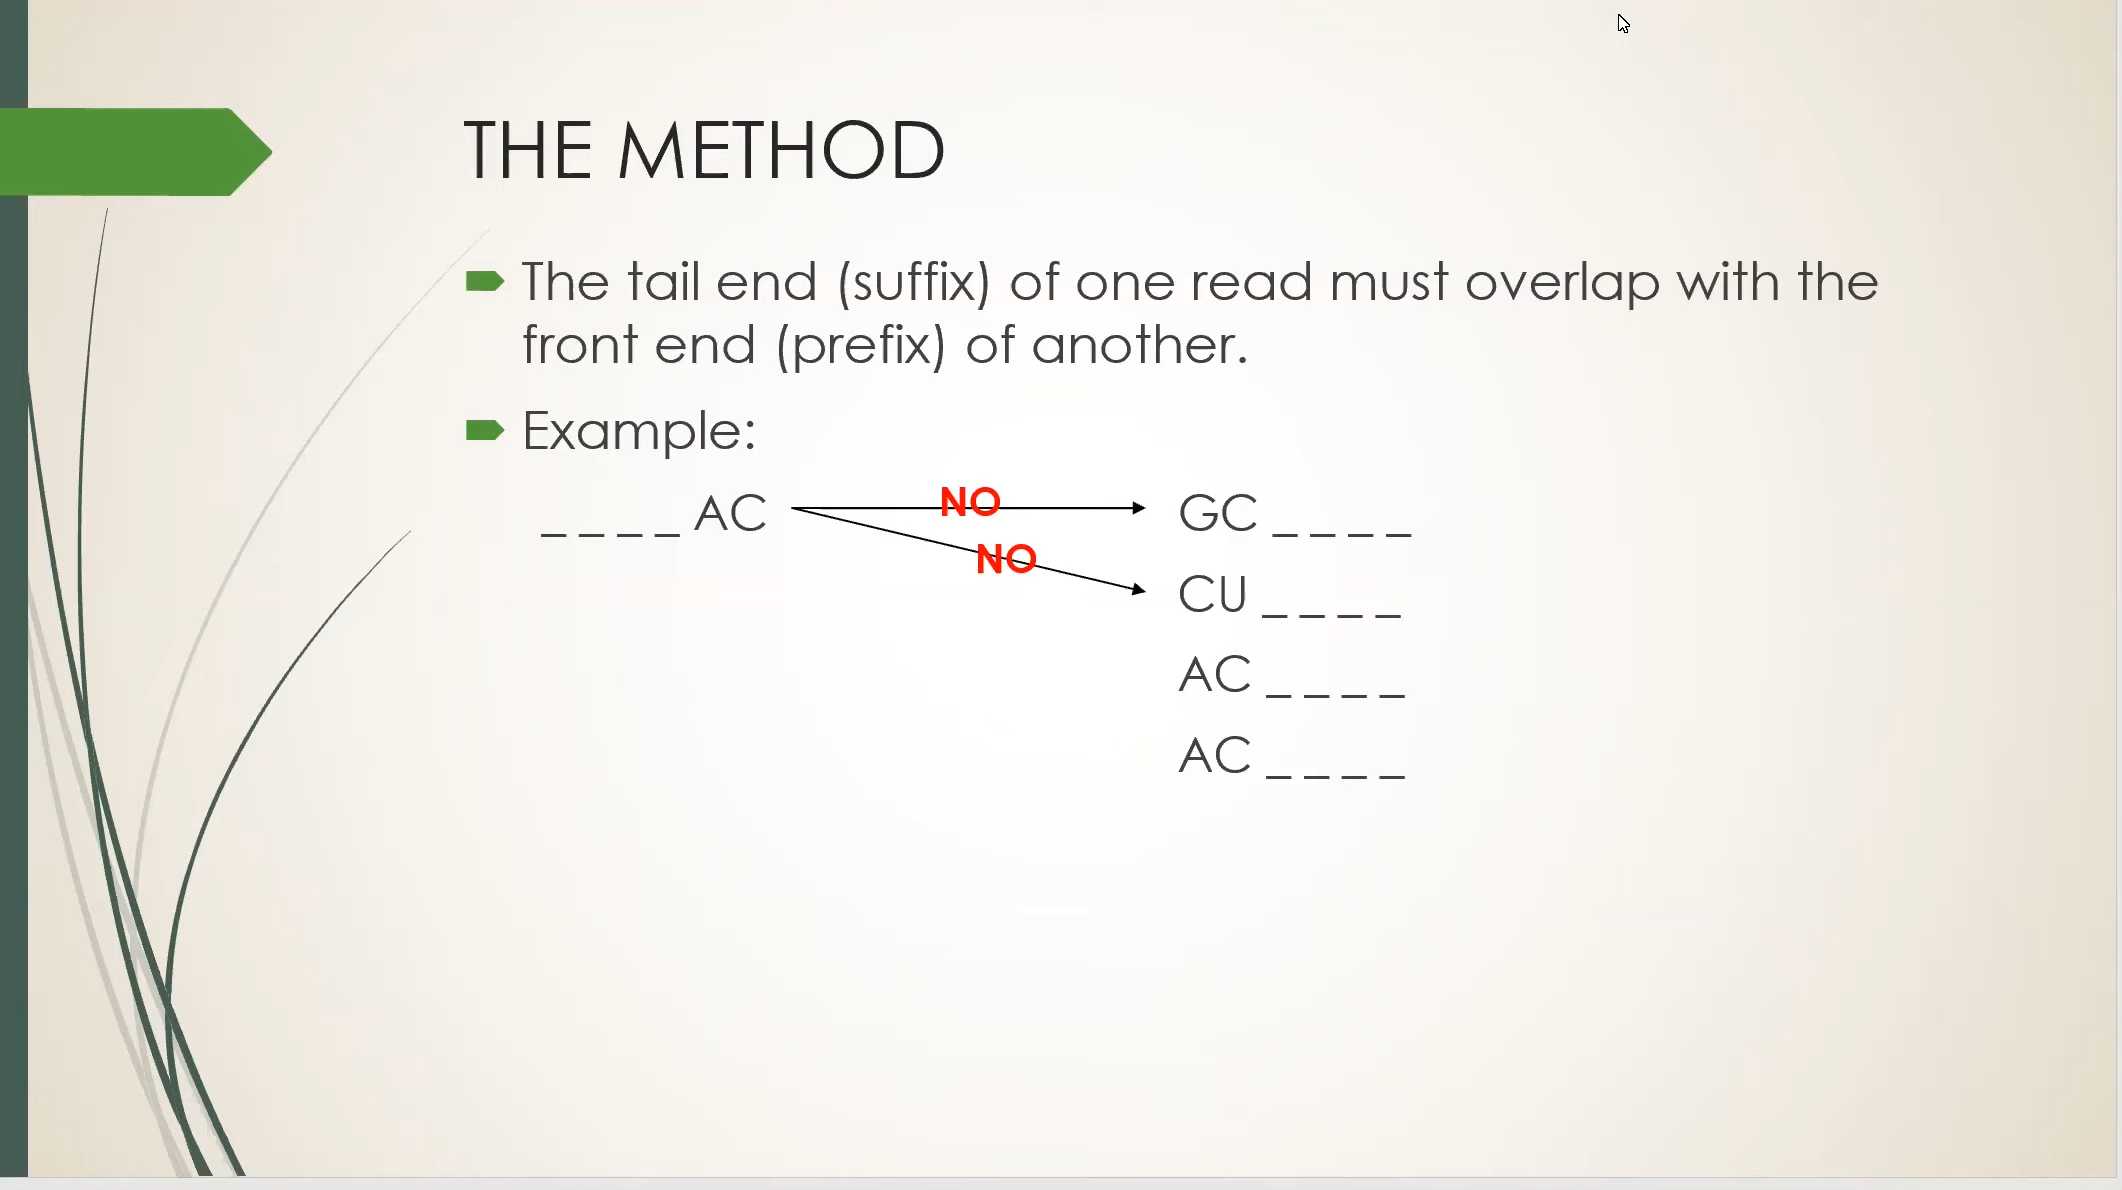 THE METHOD
The tail end (suffix) of one read must overlap with the
front end (prefix) of another.
Example:
_ _ _ _ AC NO GC _ _ _ _
NO CU _ _ _ _
AC _ _ _ _
AC _ _ _ _